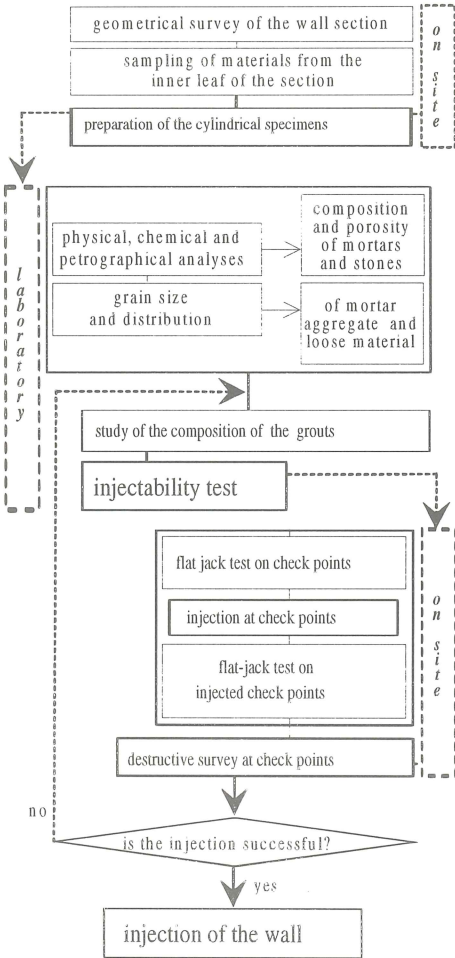 geometrical survey of the wall section
sampling of materials from the
inner leaf of the section
preparation of the cylindrical specimens
on site
laboratory
physical, chemical and
petrographical analyses
composition
and porosity
of mortars
and stones
grain size
and distribution
of mortar
aggregate and
loose material
study of the composition of the grouts
injectability test
flat jack test on check points
injection at check points
flat-jack test on
injected check points
on site
destructive survey at check points
no
is the injection successful?
yes
injection of the wall